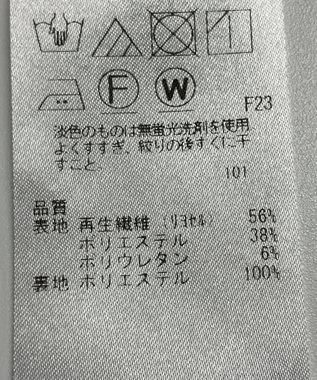 F W
F23
淡色のものは無蛍光洗剤を使用
よくすすぎ、絞りの後すぐに干
すこと。
101
品質
表地 再生繊維（リヨセル） 56%
ポリエステル 38%
ポリウレタン 6%
裏地 ポリエステル 100%